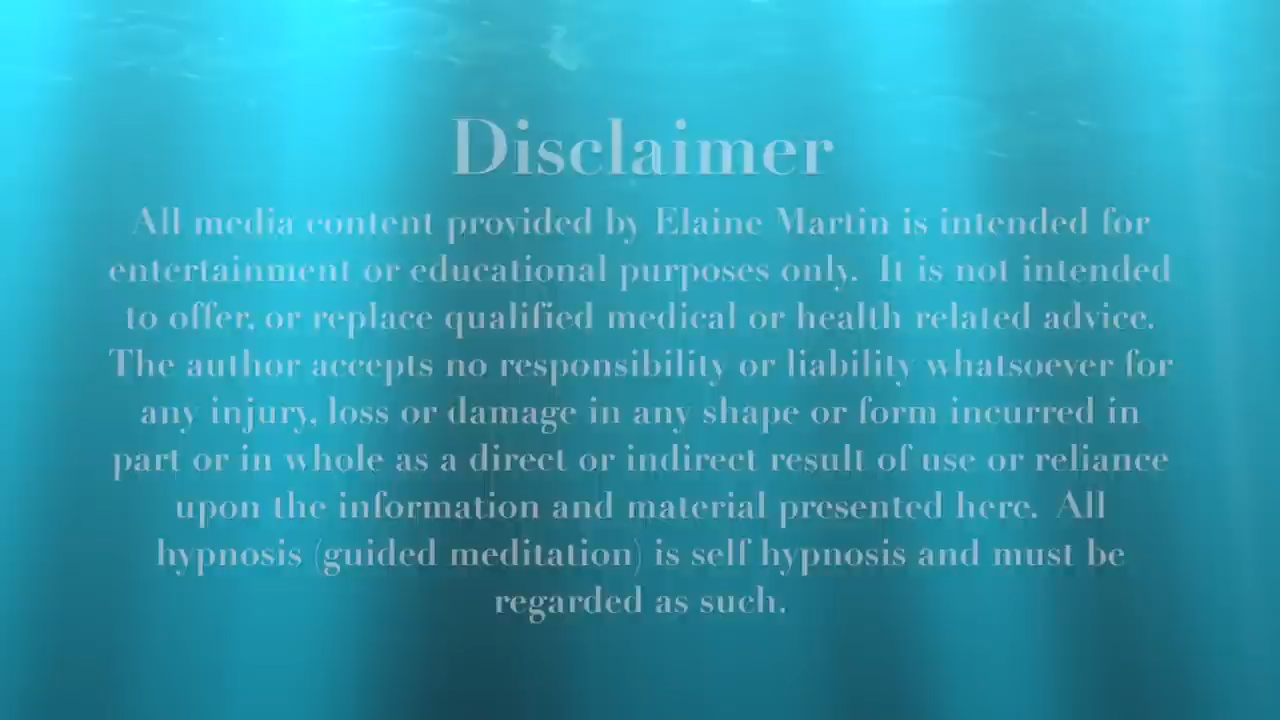 Disclaimer
All media content provided by Elaine Martin is intended for
entertainment or educational purposes only.  It is not intended
to offer, or replace qualified medical or health related advice.
The author accepts no responsibility or liability whatsoever for
any injury, loss or damage in any shape or form incurred in
part or in whole as a direct or indirect result of use or reliance
upon the information and material presented here.  All
hypnosis (guided meditation) is self hypnosis and must be
regarded as such.